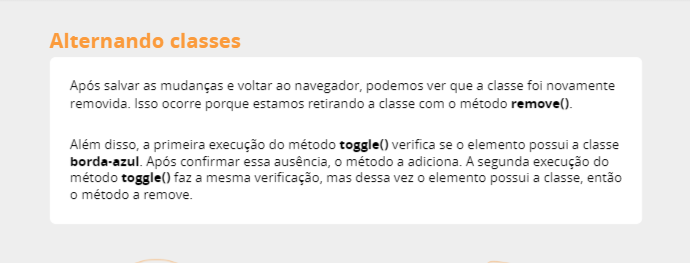 Alternando classes
Após salvar as mudanças e voltar ao navegador, podemos ver que a classe foi novamente
removida. Isso ocorre porque estamos retirando a classe com o método remove().
Além disso, a primeira execução do método toggle() verifica se o elemento possui a classe
borda-azul. Após confirmar essa ausência, o método a adiciona. A segunda execução do
método toggle() faz a mesma verificação, mas dessa vez o elemento possui a classe, então
o método a remove.